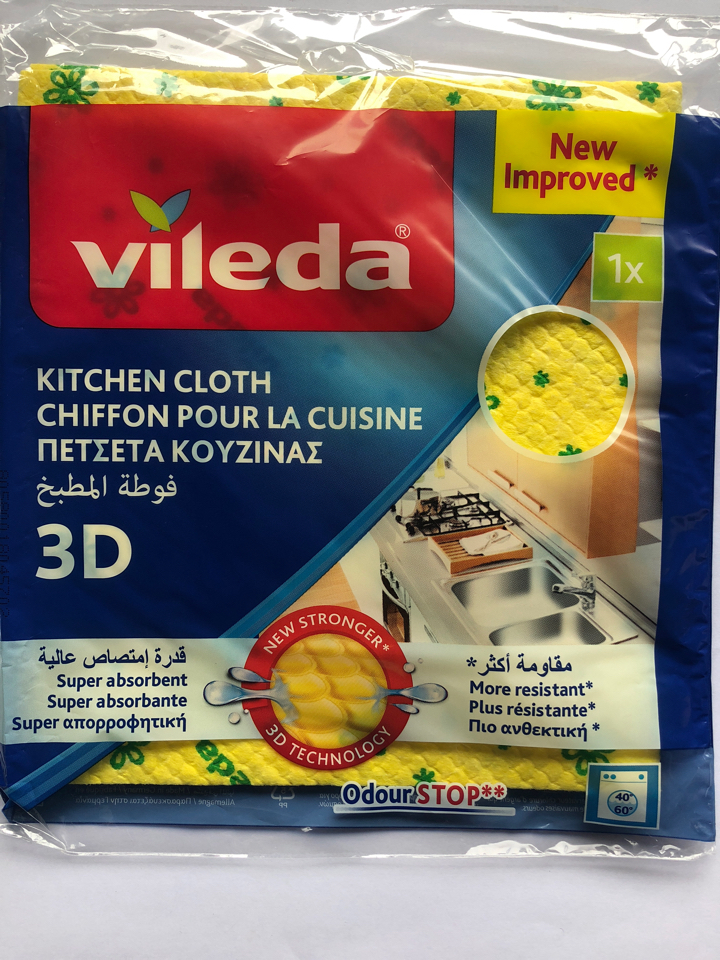 New
Improved *
vileda®
1x
KITCHEN CLOTH
CHIFFON POUR LA CUISINE
ΠΕΤΣΕΤΑ ΚΟΥΖΙΝΑΣ
فوطة المطبخ
3D
NEW STRONGER*
3D TECHNOLOGY
قدرة إمتصاص عالية
Super absorbent
Super absorbante
Super απορροφητική
مقاومة أكثر*
More resistant*
Plus résistante*
Πιο ανθεκτική *
Odour STOP**
40°
60°